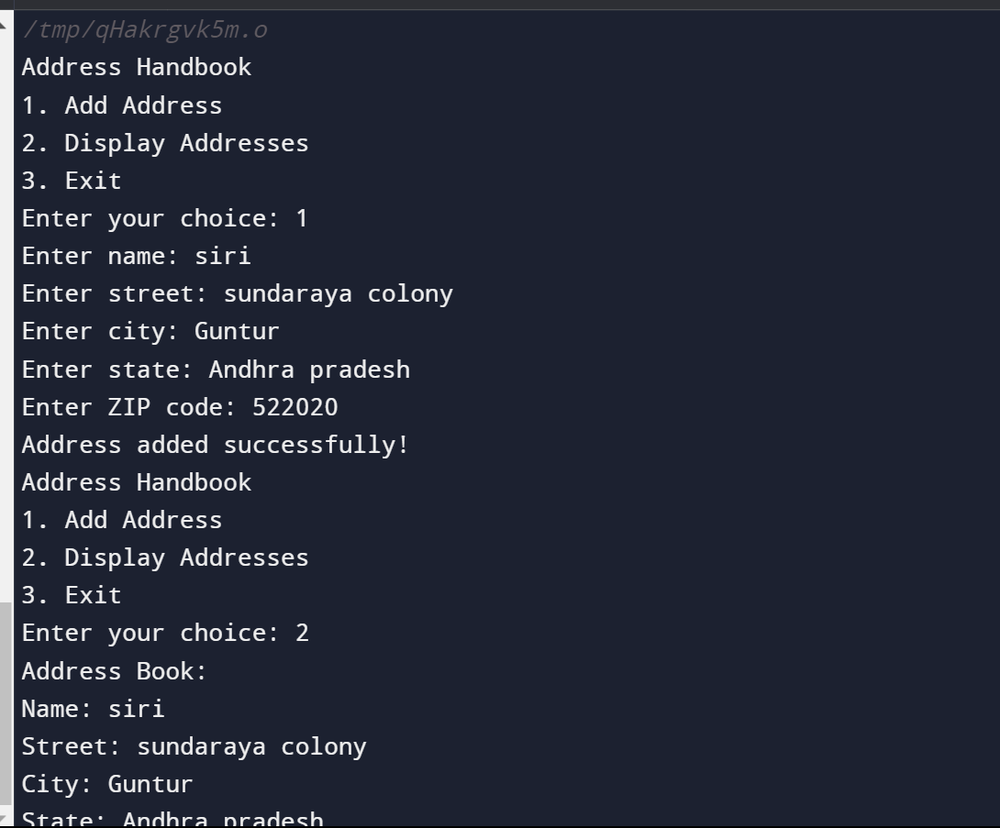 /tmp/qHakrgvk5m.o
Address Handbook
1. Add Address
2. Display Addresses
3. Exit
Enter your choice: 1
Enter name: siri
Enter street: sundaraya colony
Enter city: Guntur
Enter state: Andhra pradesh
Enter ZIP code: 522020
Address added successfully!
Address Handbook
1. Add Address
2. Display Addresses
3. Exit
Enter your choice: 2
Address Book:
Name: siri
Street: sundaraya colony
City: Guntur
State: Andhra pradesh